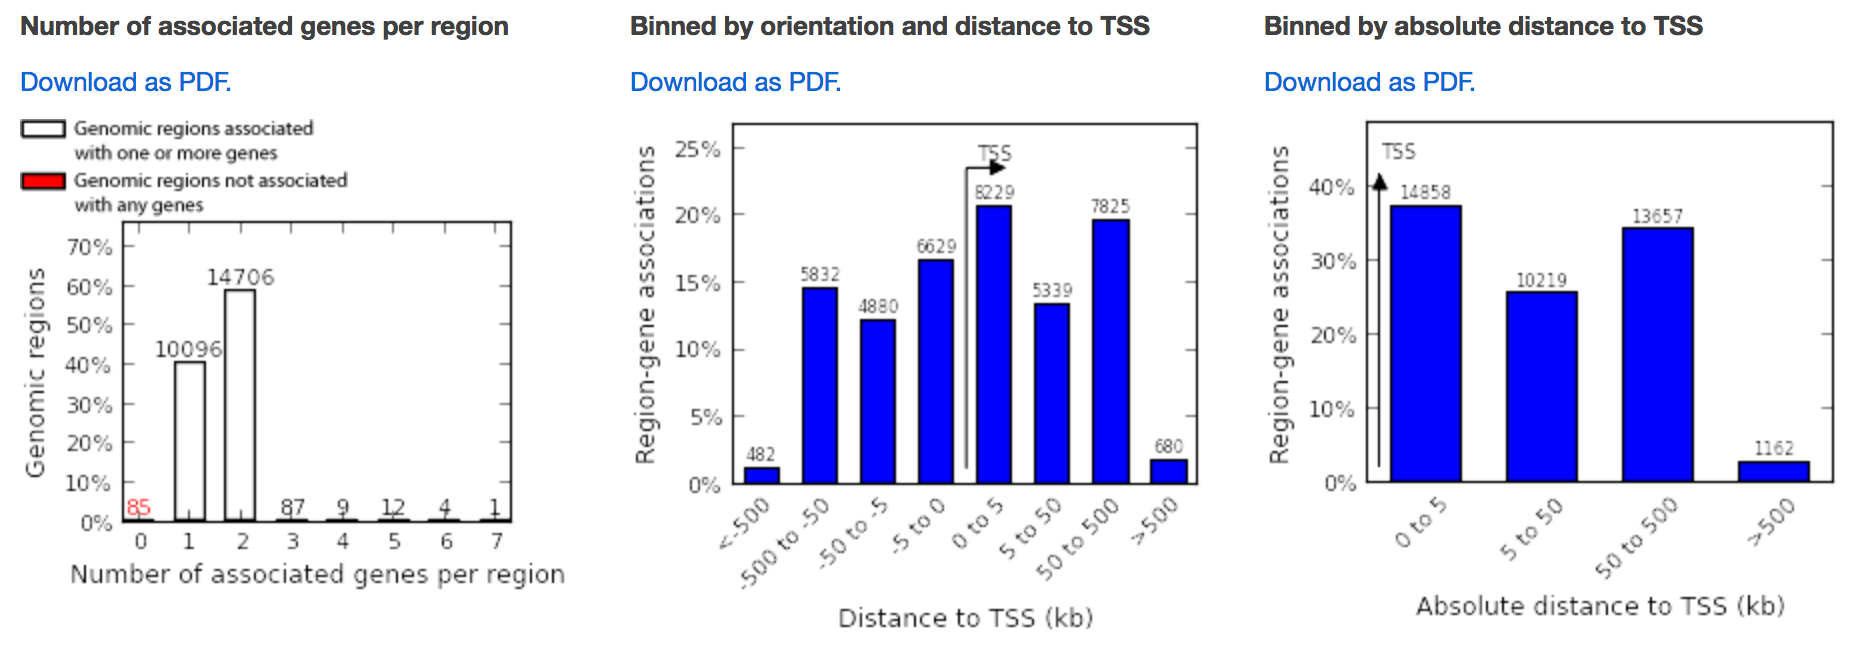 Number of associated genes per region
Download as PDF.
Genomic regions associated
with one or more genes
Genomic regions not associated
with any genes
Genomic regions
70%
60%
50%
40%
30%
20%
10%
0%
85
10096
14706
87
9
12
4
1
0 1 2 3 4 5 6 7
Number of associated genes per region
Binned by orientation and distance to TSS
Download as PDF.
Region-gene associations
25%
20%
15%
10%
5%
0%
TSS
482
5832
4880
6629
8229
5339
7825
680
<-500
-500 to -50
-50 to -5
-5 to 0
0 to 5
5 to 50
50 to 500
>500
Distance to TSS (kb)
Binned by absolute distance to TSS
Download as PDF.
Region-gene associations
40%
30%
20%
10%
0%
TSS
14858
10219
13657
1162
0 to 5
5 to 50
50 to 500
>500
Absolute distance to TSS (kb)